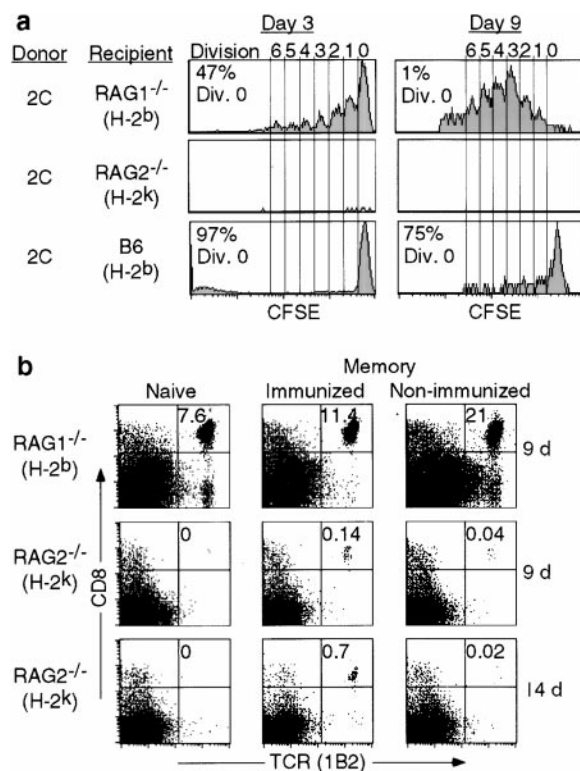 a
Day 3 Day 9
Donor Recipient Division 6 5 4 3 2 1 0 6 5 4 3 2 1 0
2C RAG1-/- (H-2b) 47% Div. 0 1% Div. 0
2C RAG2-/- (H-2k)
2C B6 (H-2b) 97% Div. 0 75% Div. 0
CFSE CFSE
b
Memory
Naive Immunized Non-immunized
RAG1-/- (H-2b) 7.6 11.4 21 9 d
RAG2-/- (H-2k) 0 0.14 0.04 9 d
RAG2-/- (H-2k) 0 0.7 0.02 14 d
CD8
TCR (1B2)